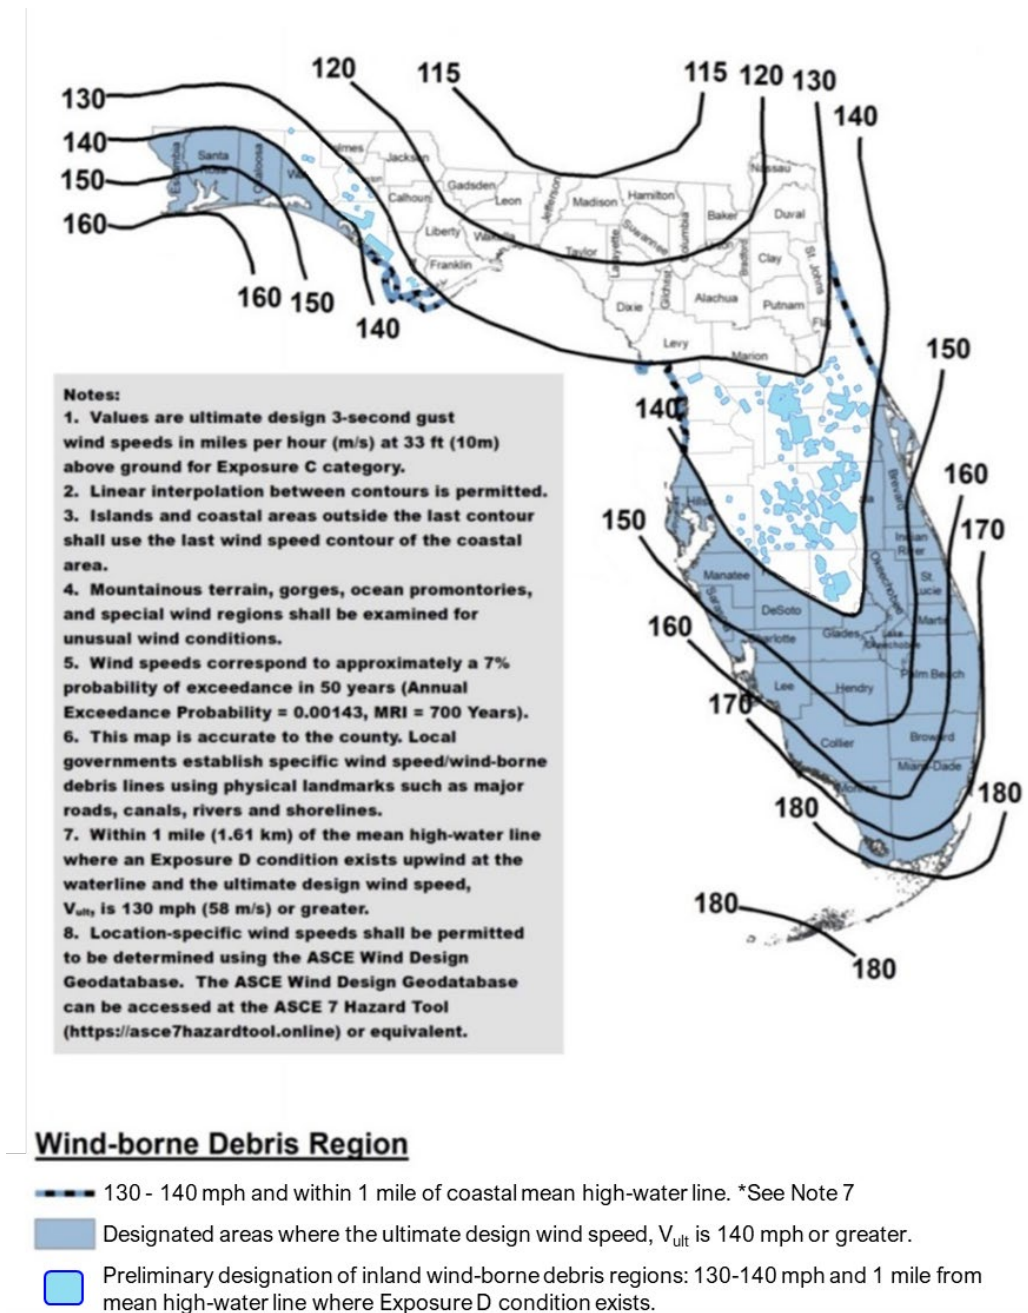 120
115
115
120
130
130
140
140
150
160
160
150
140
Escambia
Santa
Rosa
Okaloosa
Wa
lmes
Jackson
Calhoun
Gadsden
Leon
Liberty
Wakulla
Franklin
Jefferson
Madison
Hamilton
Taylor
Lafayette
Suwannee
Columbia
Baker
Nassau
Duval
Union
Bradford
Clay
St. Johns
Dixie
Gilchrist
Alachua
Putnam
Fla
Levy
Marion
150
140
160
150
170
Hills
Brevard
Indian
River
Manatee
Okeechobee
St.
Lucie
Sarasota
DeSoto
Martin
160
Charlotte
Glades
Lake
Okeechobee
Palm Beach
Lee
Hendry
170
Collier
Broward
Miami-Dade
Monroe
180
180
180
180
Notes:
1. Values are ultimate design 3-second gust
wind speeds in miles per hour (m/s) at 33 ft (10m)
above ground for Exposure C category.
2. Linear interpolation between contours is permitted.
3. Islands and coastal areas outside the last contour
shall use the last wind speed contour of the coastal
area.
4. Mountainous terrain, gorges, ocean promontories,
and special wind regions shall be examined for
unusual wind conditions.
5. Wind speeds correspond to approximately a 7%
probability of exceedance in 50 years (Annual
Exceedance Probability = 0.00143, MRI = 700 Years).
6. This map is accurate to the county. Local
governments establish specific wind speed/wind-borne
debris lines using physical landmarks such as major
roads, canals, rivers and shorelines.
7. Within 1 mile (1.61 km) of the mean high-water line
where an Exposure D condition exists upwind at the
waterline and the ultimate design wind speed,
Vult, is 130 mph (58 m/s) or greater.
8. Location-specific wind speeds shall be permitted
to be determined using the ASCE Wind Design
Geodatabase. The ASCE Wind Design Geodatabase
can be accessed at the ASCE 7 Hazard Tool
(https://asce7hazardtool.online) or equivalent.
Wind-borne Debris Region
130 - 140 mph and within 1 mile of coastal mean high-water line. *See Note 7
Designated areas where the ultimate design wind speed, Vult is 140 mph or greater.
Preliminary designation of inland wind-borne debris regions: 130-140 mph and 1 mile from
mean high-water line where Exposure D condition exists.